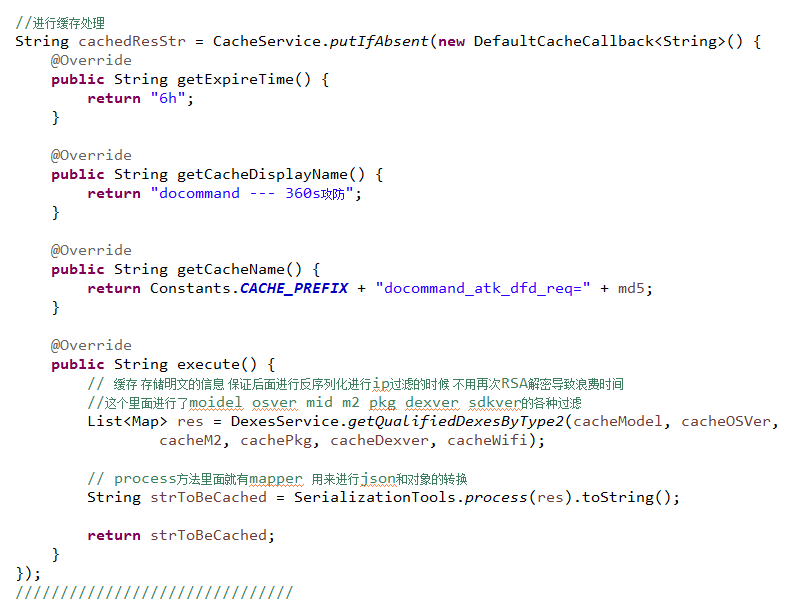 //进行缓存处理
String cachedResStr = CacheService.putIfAbsent(new DefaultCacheCallback<String>() {
@Override
public String getExpireTime() {
return "6h";
}
@Override
public String getCacheDisplayName() {
return "docommand --- 360s攻防";
}
@Override
public String getCacheName() {
return Constants.CACHE_PREFIX + "docommand_atk_dfd_req=" + md5;
}
@Override
public String execute() {
// 缓存 存储明文的信息 保证后面进行反序列化进行ip过滤的时候 不用再次RSA解密导致浪费时间
//这个里面进行了moidel osver mid m2 pkg dexver sdkver的各种过滤
List<Map> res = DexesService.getQualifiedDexesByType2(cacheModel, cacheOSVer,
cacheM2, cachePkg, cacheDexver, cacheWifi);
// process方法里面就有mapper 用来进行json和对象的转换
String strToBeCached = SerializationTools.process(res).toString();
return strToBeCached;
}
});
///////////////////////////////